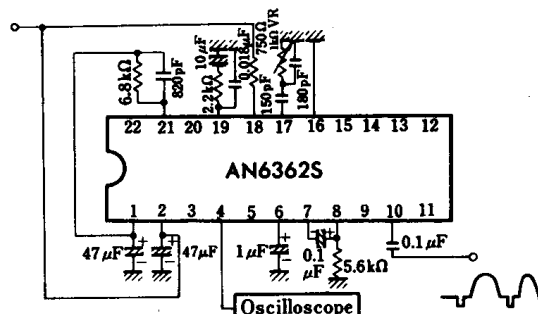 6.8kΩ
820pF
10μF
2.2kΩ
0.018μF
750Ω
1kΩ VR
150pF
180pF
22 21 20 19 18 17 16 15 14 13 12
AN6362S
1 2 3 4 5 6 7 8 9 10 11
47μF + −
47μF + −
1μF + −
+
0.1
μF
5.6kΩ
0.1μF
Oscilloscope